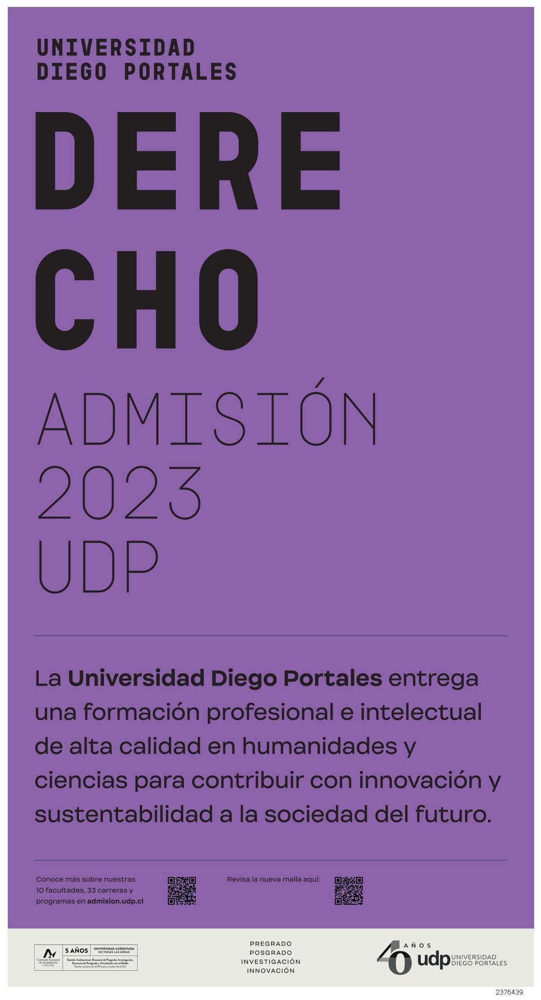 UNIVERSIDAD
DIEGO PORTALES
DERE
CHO
ADMISIÓN
2023
UDP
La Universidad Diego Portales entrega
una formación profesional e intelectual
de alta calidad en humanidades y
ciencias para contribuir con innovación y
sustentabilidad a la sociedad del futuro.
Conoce más sobre nuestras
10 facultades, 33 carreras y
programas en admision.udp.cl
Revisa la nueva malla aquí:
Comisión Nacional
de Acreditación
CNA-Chile
5 AÑOS
UNIVERSIDAD ACREDITADA
EN TODAS LAS ÁREAS
Gestión Institucional, Docencia de Pregrado, Investigación,
Docencia de Postgrado y Vinculación con el Medio
Desde octubre de 2018 hasta octubre de 2023
PREGRADO
POSGRADO
INVESTIGACIÓN
INNOVACIÓN
40 AÑOS
udp UNIVERSIDAD
DIEGO PORTALES
2376439